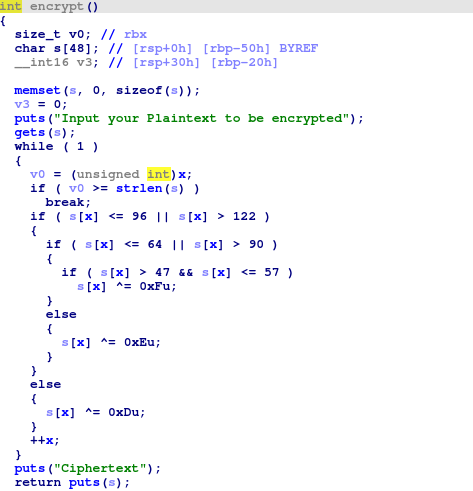 int encrypt()
{
  size_t v0; // rbx
  char s[48]; // [rsp+0h] [rbp-50h] BYREF
  __int16 v3; // [rsp+30h] [rbp-20h]

  memset(s, 0, sizeof(s));
  v3 = 0;
  puts("Input your Plaintext to be encrypted");
  gets(s);
  while ( 1 )
  {
    v0 = (unsigned int)x;
    if ( v0 >= strlen(s) )
      break;
    if ( s[x] <= 96 || s[x] > 122 )
    {
      if ( s[x] <= 64 || s[x] > 90 )
      {
        if ( s[x] > 47 && s[x] <= 57 )
          s[x] ^= 0xFu;
      }
      else
      {
        s[x] ^= 0xEu;
      }
    }
    else
    {
      s[x] ^= 0xDu;
    }
    ++x;
  }
  puts("Ciphertext");
  return puts(s);